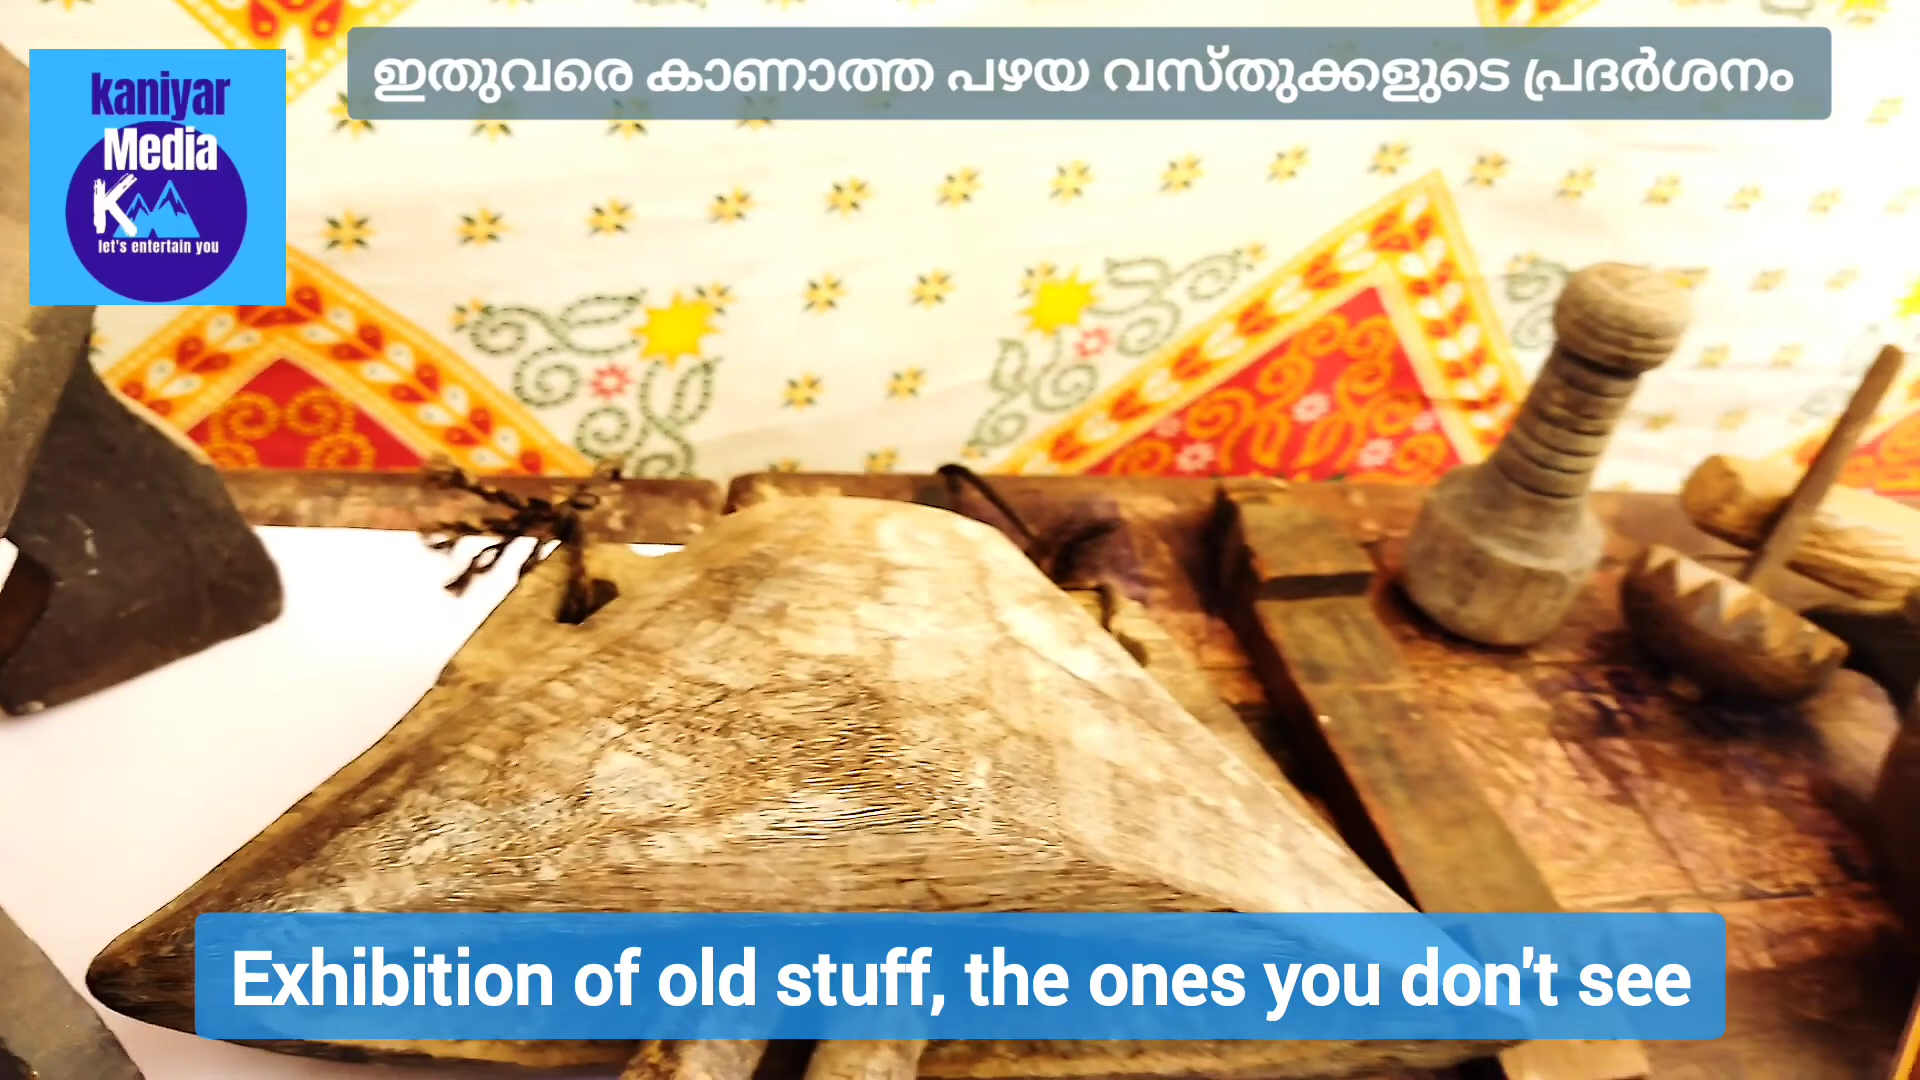 ഇതുവരെ കാണാത്ത പഴയ വസ്തുക്കളുടെ പ്രദർശനം
kaniyar
Media
KM
let's entertain you
Exhibition of old stuff, the ones you don't see